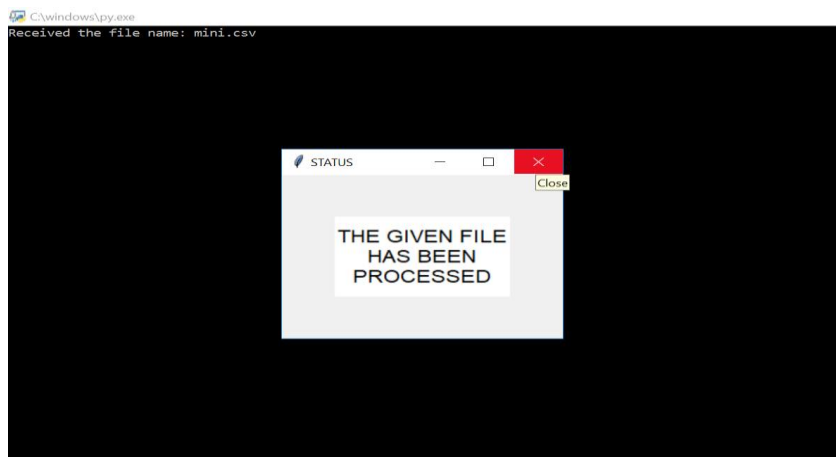 C:\windows\py.exe
Received the file name: mini.csv
STATUS
Close
THE GIVEN FILE
HAS BEEN
PROCESSED